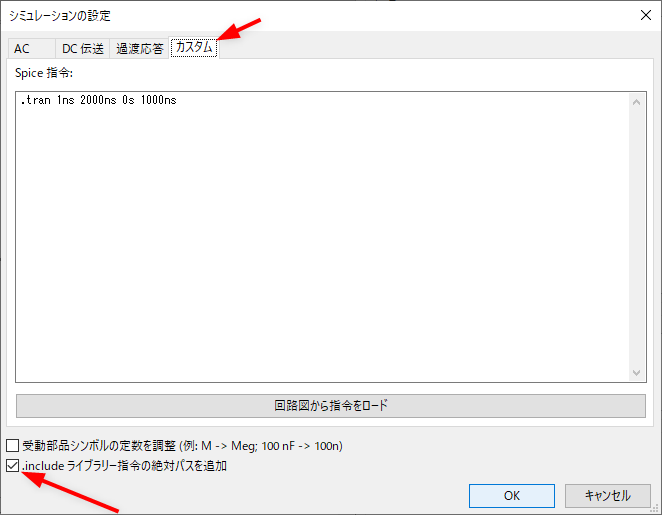 シミュレーションの設定
AC DC 伝送 過渡応答 カスタム
Spice 指令:
.tran 1ns 2000ns 0s 1000ns
回路図から指令をロード
受動部品シンボルの定数を調整 (例: M -> Meg; 100 nF -> 100n)
.include ライブラリー指令の絶対パスを追加
OK キャンセル